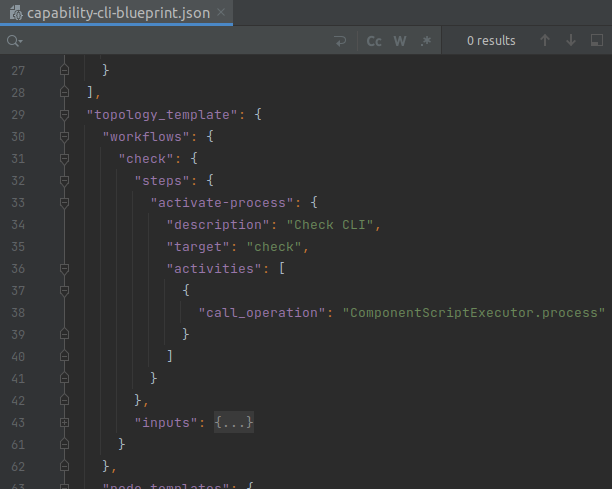 capability-cli-blueprint.json
Cc W .* 0 results
27 }
28 ],
29 "topology_template": {
30 "workflows": {
31 "check": {
32 "steps": {
33 "activate-process": {
34 "description": "Check CLI",
35 "target": "check",
36 "activities": [
37 {
38 "call_operation": "ComponentScriptExecutor.process"
39 }
40 ]
41 }
42 },
43 "inputs": {...}
61 }
62 },
63 "node_templates": {